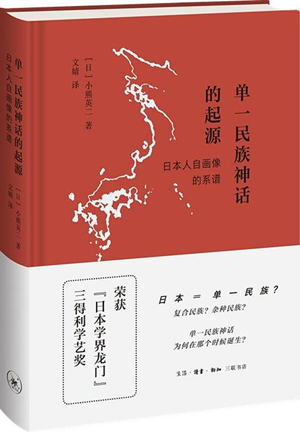 单一民族神话的起源
日本人自画像的系谱
[日] 小熊英二 著
文婧 译
单一民族神话
的起源
日本人自画像
的系谱
[日] 小熊英二 著
文婧 译
荣获
『日本学界龙门』
三得利学艺奖
日本 = 单一民族?
复合民族?杂种民族?
单一民族神话
为何在那个时候诞生?
生活·读书·新知 三联书店